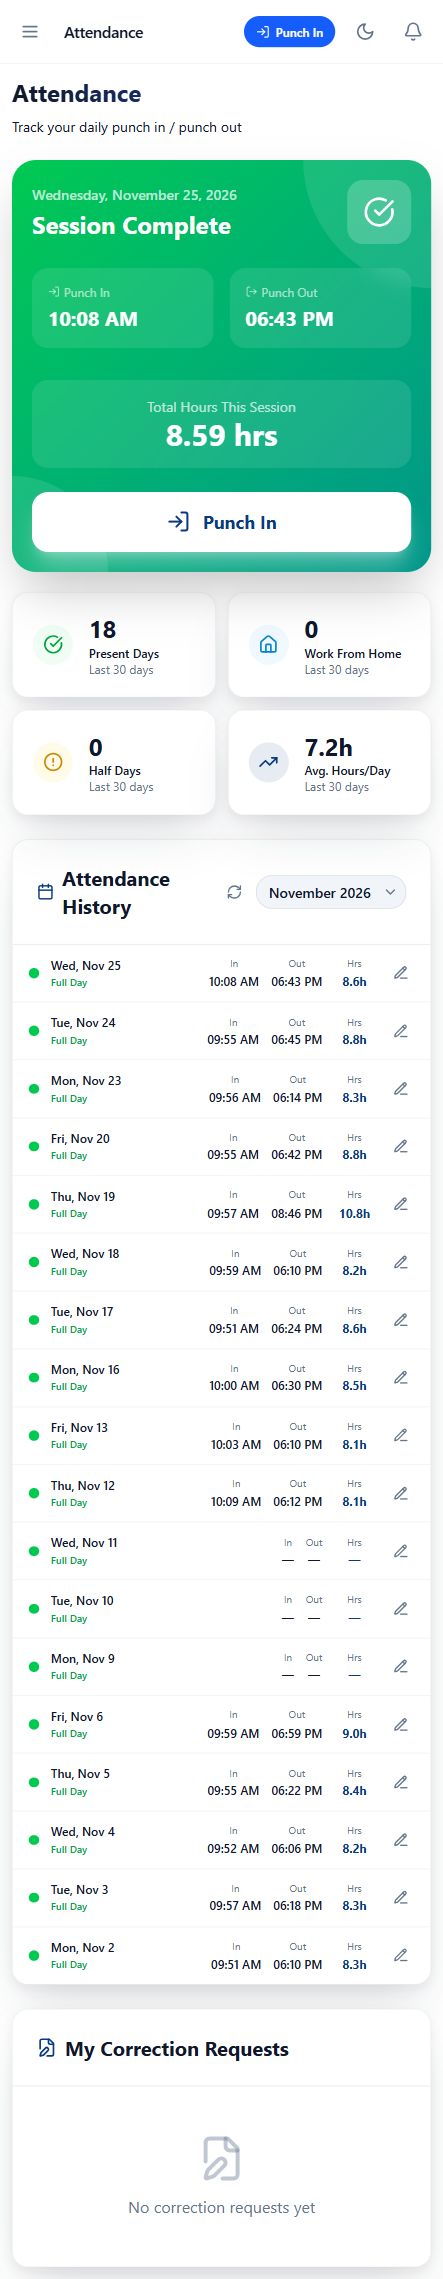 Attendance
Punch In
Attendance
Track your daily punch in / punch out
Wednesday, November 25, 2026
Session Complete
Punch In
10:08 AM
Punch Out
06:43 PM
Total Hours This Session
8.59 hrs
Punch In
18
Present Days
Last 30 days
0
Work From Home
Last 30 days
0
Half Days
Last 30 days
7.2h
Avg. Hours/Day
Last 30 days
Attendance
History
November 2026
Wed, Nov 25
Full Day
In Out Hrs
10:08 AM 06:43 PM 8.6h
Tue, Nov 24
Full Day
In Out Hrs
09:55 AM 06:45 PM 8.8h
Mon, Nov 23
Full Day
In Out Hrs
09:56 AM 06:14 PM 8.3h
Fri, Nov 20
Full Day
In Out Hrs
09:55 AM 06:42 PM 8.8h
Thu, Nov 19
Full Day
In Out Hrs
09:57 AM 08:46 PM 10.8h
Wed, Nov 18
Full Day
In Out Hrs
09:59 AM 06:10 PM 8.2h
Tue, Nov 17
Full Day
In Out Hrs
09:51 AM 06:24 PM 8.6h
Mon, Nov 16
Full Day
In Out Hrs
10:00 AM 06:30 PM 8.5h
Fri, Nov 13
Full Day
In Out Hrs
10:03 AM 06:10 PM 8.1h
Thu, Nov 12
Full Day
In Out Hrs
10:09 AM 06:12 PM 8.1h
Wed, Nov 11
Full Day
In Out Hrs
— — —
Tue, Nov 10
Full Day
In Out Hrs
— — —
Mon, Nov 9
Full Day
In Out Hrs
— — —
Fri, Nov 6
Full Day
In Out Hrs
09:59 AM 06:59 PM 9.0h
Thu, Nov 5
Full Day
In Out Hrs
09:55 AM 06:22 PM 8.4h
Wed, Nov 4
Full Day
In Out Hrs
09:52 AM 06:06 PM 8.2h
Tue, Nov 3
Full Day
In Out Hrs
09:57 AM 06:18 PM 8.3h
Mon, Nov 2
Full Day
In Out Hrs
09:51 AM 06:10 PM 8.3h
My Correction Requests
No correction requests yet